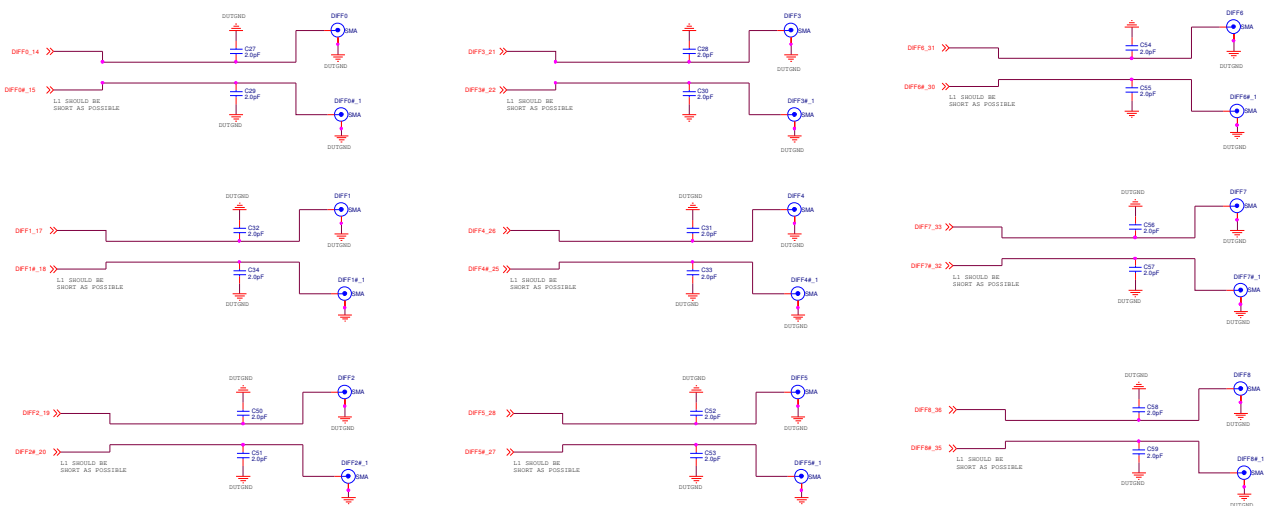 DUTGND
DIFF0
SMA
DIFF0_14
C27
2.0pF
DUTGND
DIFF0#_15
C29
2.0pF
L1 SHOULD BE
SHORT AS POSSIBLE
DIFF0#_1
SMA
DUTGND
DUTGND
DUTGND
DIFF3
SMA
DIFF3_21
C28
2.0pF
DUTGND
DIFF3#_22
C30
2.0pF
L1 SHOULD BE
SHORT AS POSSIBLE
DIFF3#_1
SMA
DUTGND
DUTGND
DIFF6
SMA
DIFF6_31
C54
2.0pF
DUTGND
DIFF6#_30
C55
2.0pF
L1 SHOULD BE
SHORT AS POSSIBLE
DIFF6#_1
SMA
DUTGND
DUTGND
DIFF1
SMA
DIFF1_17
C32
2.0pF
DUTGND
DIFF1#_18
C34
2.0pF
L1 SHOULD BE
SHORT AS POSSIBLE
DIFF1#_1
SMA
DUTGND
DUTGND
DIFF4
SMA
DIFF4_26
C31
2.0pF
DUTGND
DIFF4#_25
C33
2.0pF
L1 SHOULD BE
SHORT AS POSSIBLE
DIFF4#_1
SMA
DUTGND
DUTGND
DUTGND
DIFF7
SMA
DIFF7_33
C56
2.0pF
DUTGND
DIFF7#_32
C57
2.0pF
L1 SHOULD BE
SHORT AS POSSIBLE
DIFF7#_1
SMA
DUTGND
DUTGND
DUTGND
DIFF2
SMA
DIFF2_19
C50
2.0pF
DUTGND
DIFF2#_20
C51
2.0pF
L1 SHOULD BE
SHORT AS POSSIBLE
DIFF2#_1
SMA
DUTGND
DUTGND
DIFF5
SMA
DIFF5_28
C52
2.0pF
DUTGND
DIFF5#_27
C53
2.0pF
L1 SHOULD BE
SHORT AS POSSIBLE
DIFF5#_1
SMA
DUTGND
DUTGND
DIFF8
SMA
DIFF8_36
C58
2.0pF
DUTGND
DIFF8#_35
C59
2.0pF
L1 SHOULD BE
SHORT AS POSSIBLE
DIFF8#_1
SMA
DUTGND
DUTGND